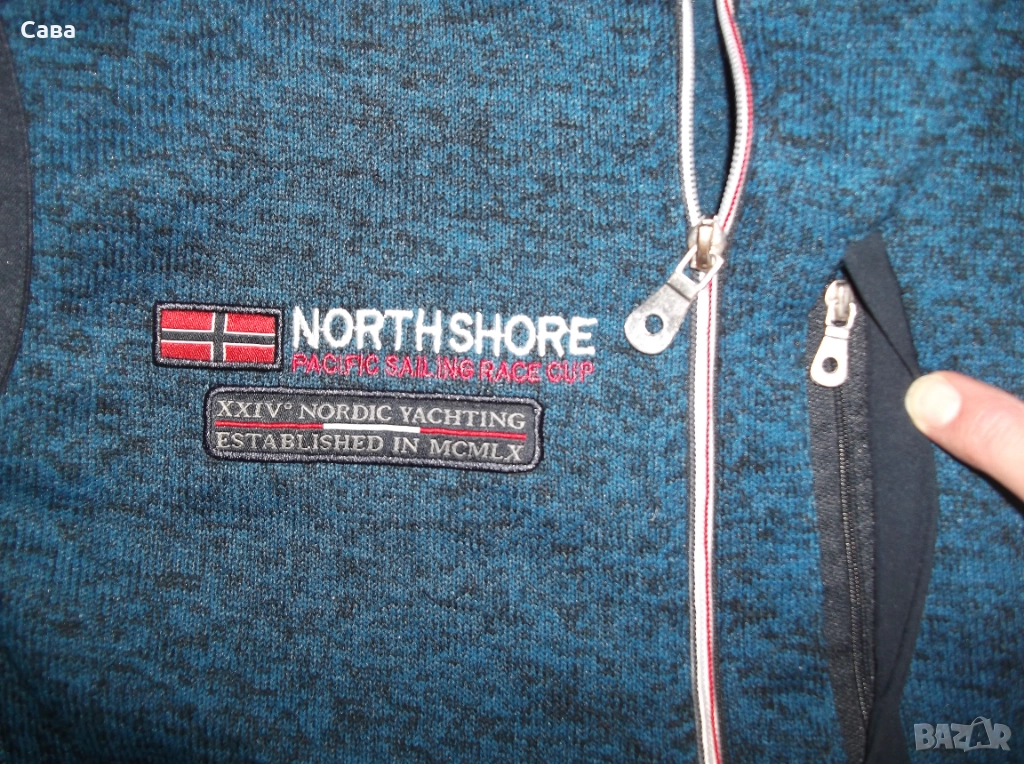 Сава
NORTH SHORE
PACIFIC SAILING RACE CUP
XXIV° NORDIC YACHTING
ESTABLISHED IN MCMLX
BAZAR